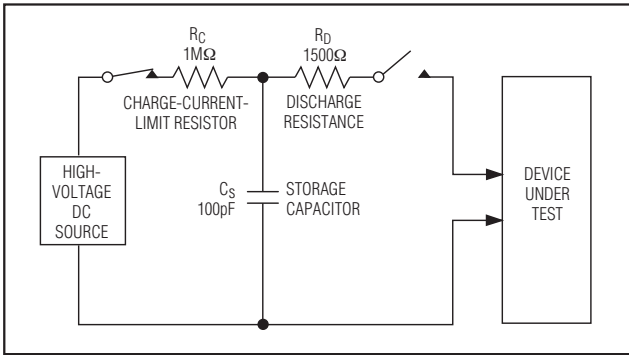 R_C
1MΩ
CHARGE-CURRENT-
LIMIT RESISTOR
R_D
1500Ω
DISCHARGE
RESISTANCE
HIGH-
VOLTAGE
DC
SOURCE
C_S
100pF
STORAGE
CAPACITOR
DEVICE
UNDER
TEST